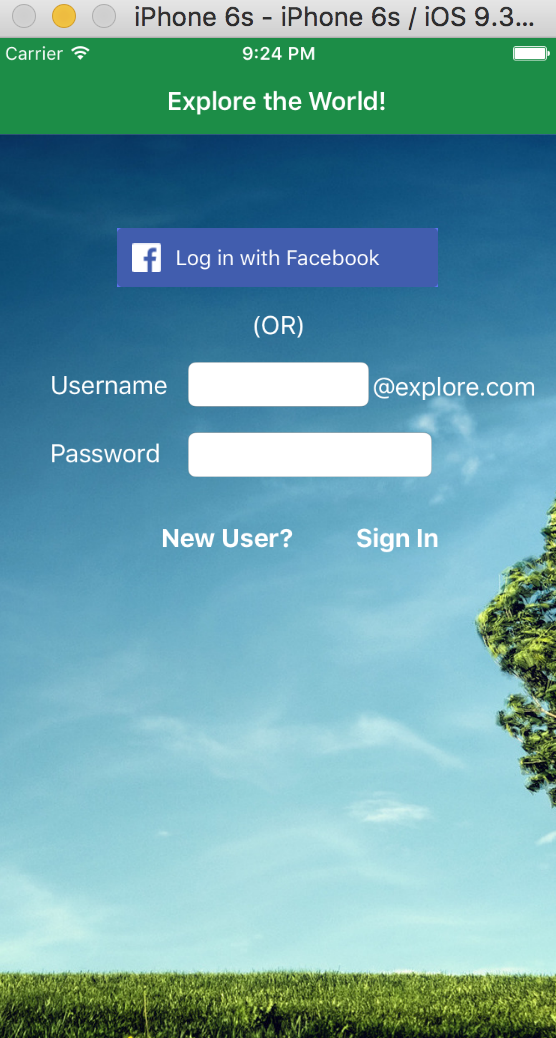 iPhone 6s - iPhone 6s / iOS 9.3...
Carrier 9:24 PM
Explore the World!
Log in with Facebook
(OR)
Username @explore.com
Password
New User? Sign In